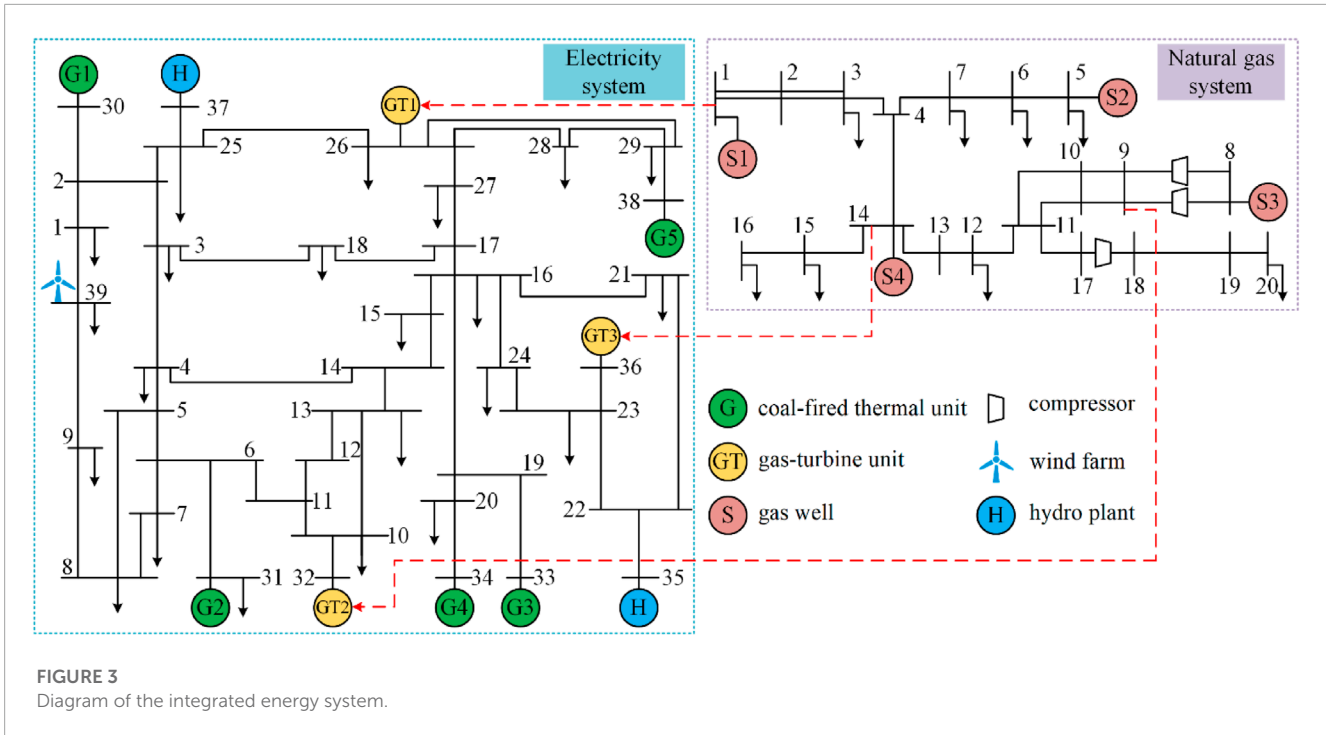 Electricity
system
Natural gas
system
G1
H
30
37
GT1
25
26
28
29
2
27
38
1
3
18
17
G5
39
16
21
15
GT3
4
14
24
36
5
13
23
9
6
12
19
11
20
22
7
10
8
31
32
34
33
35
G2
GT2
G4
G3
H
1
2
3
7
6
5
S2
4
S1
10
9
8
S3
16
15
14
13
12
11
S4
17
18
19
20
G
coal-fired thermal unit
compressor
GT
gas-turbine unit
wind farm
S
gas well
H
hydro plant
FIGURE 3
Diagram of the integrated energy system.